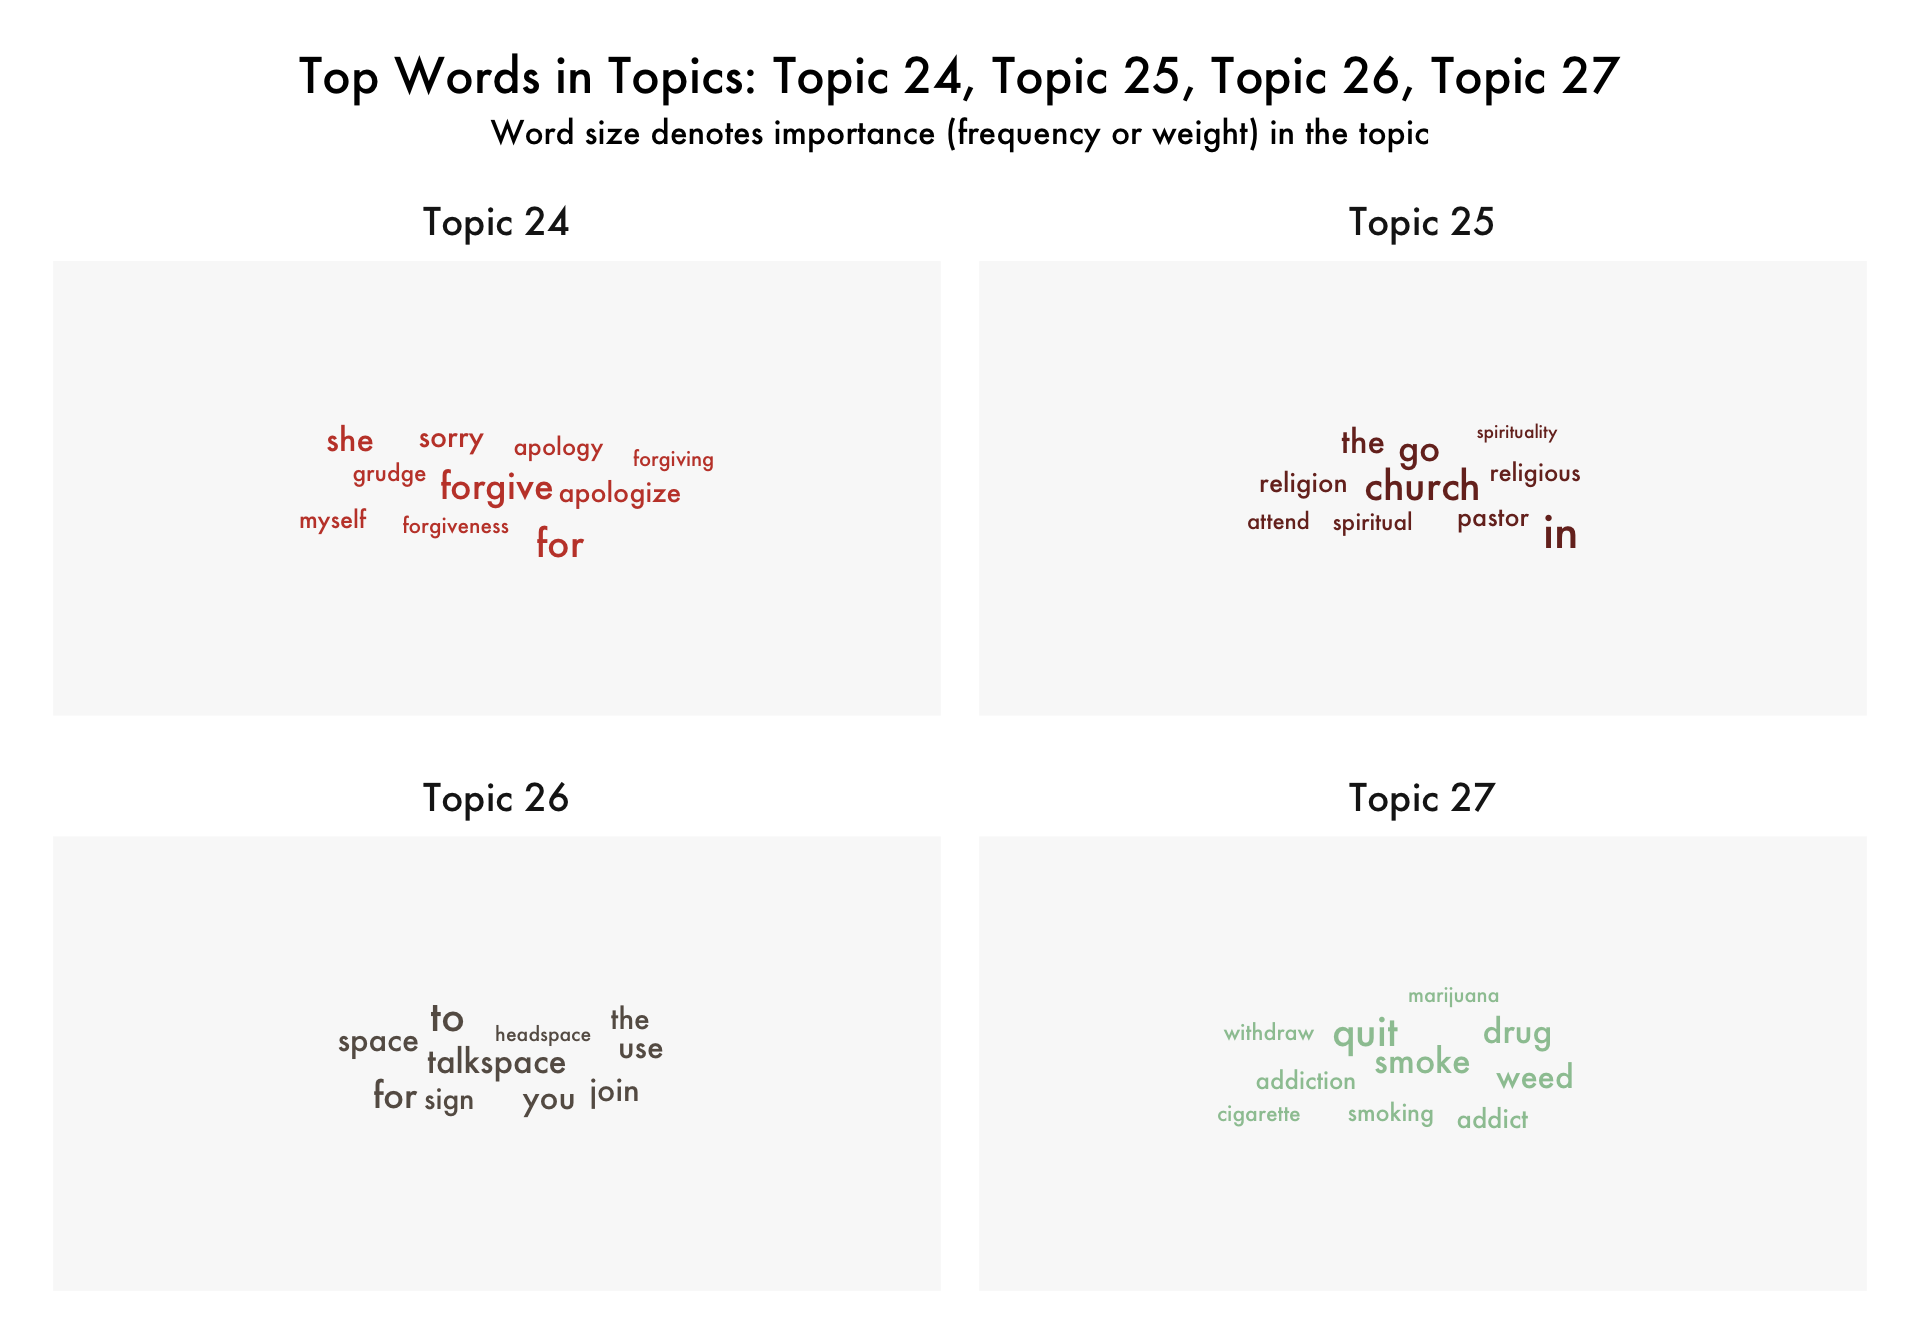 Top Words in Topics: Topic 24, Topic 25, Topic 26, Topic 27
Word size denotes importance (frequency or weight) in the topic
Topic 24
she sorry apology forgiving
grudge forgive apologize
myself forgiveness for
Topic 25
the go spirituality
religion church religious
attend spiritual pastor in
Topic 26
to headspace the
space talkspace use
for sign you join
Topic 27
marijuana
withdraw quit drug
smoke
addiction weed
cigarette smoking addict